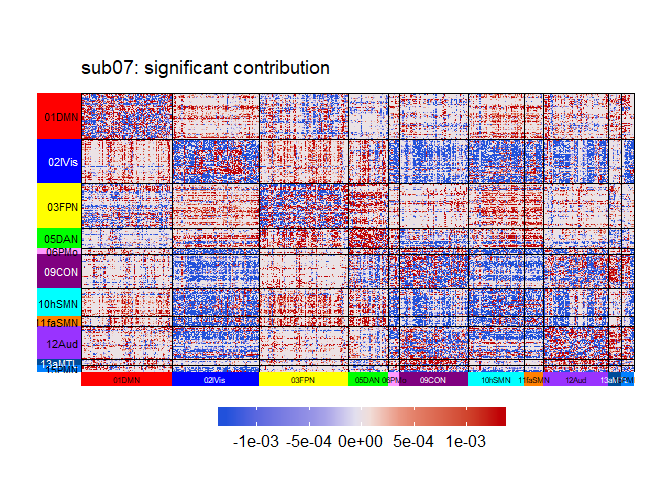 sub07: significant contribution
01DMN
02lVis
03FPN
05DAN
06PMo
09CON
10hSMN
11faSMN
12Aud
13aMTL
01DMN 02lVis 03FPN 05DAN 06PMo 09CON 10hSMN 11faSMN 12Aud
-1e-03 -5e-04 0e+00 5e-04 1e-03